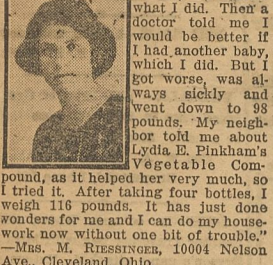 what I did. Then a
doctor told me I
would be better if
I had another baby,
which I did. But I
got worse, was al-
ways sickly and
went down to 98
pounds. My neigh-
bor told me about
Lydia E. Pinkham's
Vegetable Com-
pound, as it helped her very much, so
I tried it. After taking four bottles, I
weigh 116 pounds. It has just done
wonders for me and I can do my house-
work now without one bit of trouble."
—MRS. M. RIESSINGER, 10004 Nelson
Ave., Cleveland, Ohio.